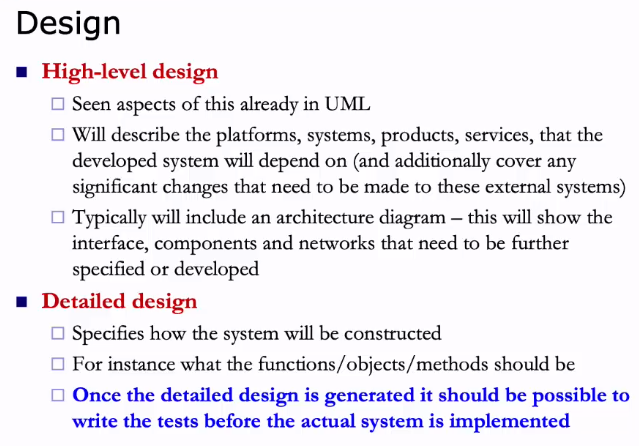 Design
High-level design
Seen aspects of this already in UML
Will describe the platforms, systems, products, services, that the
developed system will depend on (and additionally cover any
significant changes that need to be made to these external systems)
Typically will include an architecture diagram – this will show the
interface, components and networks that need to be further
specified or developed
Detailed design
Specifies how the system will be constructed
For instance what the functions/objects/methods should be
Once the detailed design is generated it should be possible to
write the tests before the actual system is implemented